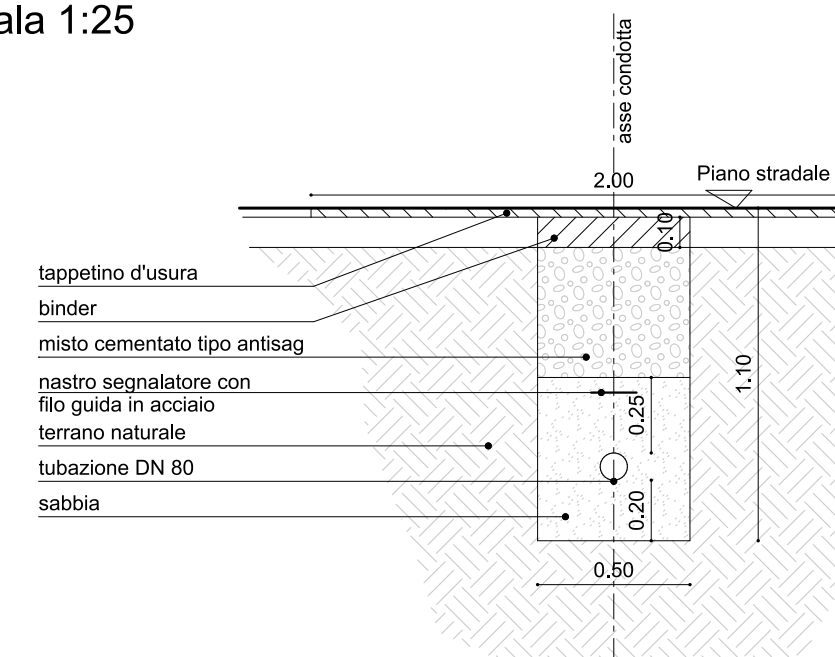 ala 1:25
asse condotta
2.00
Piano stradale
0.10
tappetino d'usura
binder
misto cementato tipo antisag
nastro segnalatore con
filo guida in acciaio
terrano naturale
tubazione DN 80
sabbia
0.25
1.10
0.20
0.50